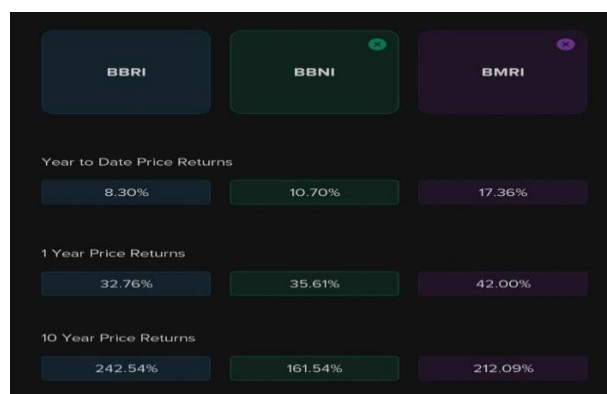 BBRI BBNI BMRI
Year to Date Price Returns
8.30% 10.70% 17.36%
1 Year Price Returns
32.76% 35.61% 42.00%
10 Year Price Returns
242.54% 161.54% 212.09%